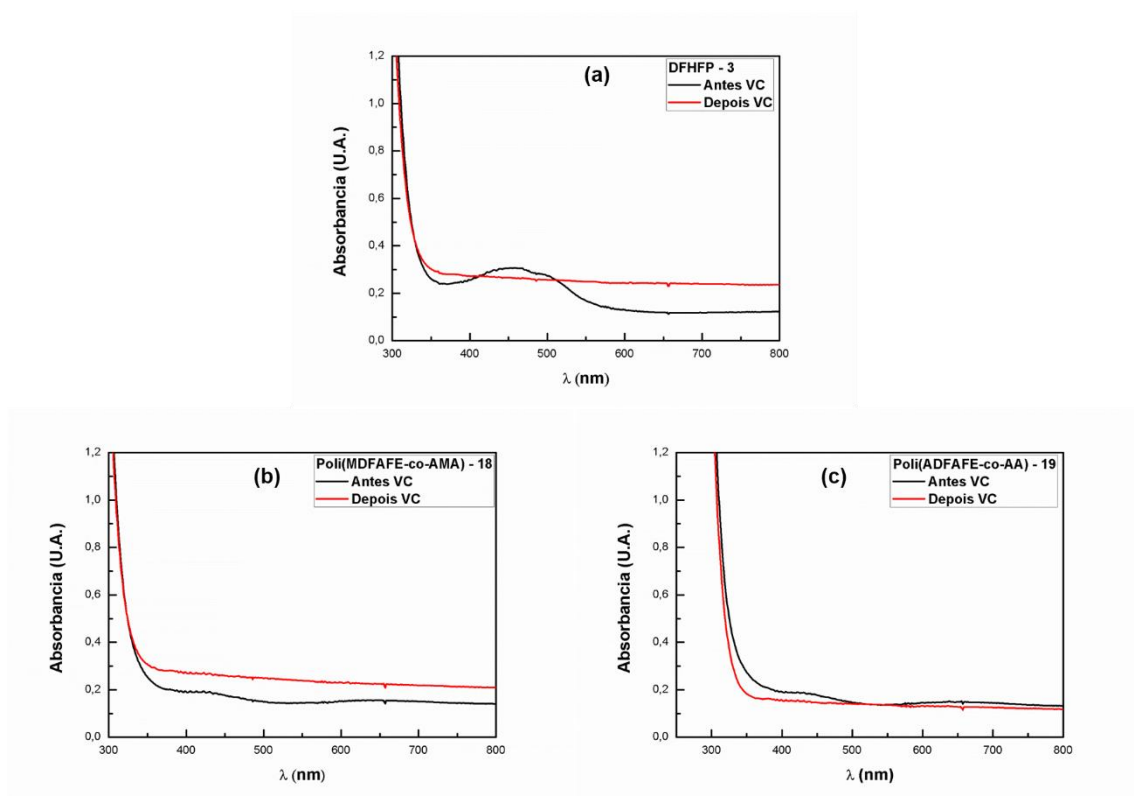 (a)
DFHFP - 3
Antes VC
Depois VC
Absorbancia (U.A.)
1,2
1,0
0,8
0,6
0,4
0,2
0,0
300 400 500 600 700 800
λ (nm)
(b)
Poli(MDFAFE-co-AMA) - 18
Antes VC
Depois VC
Absorbancia (U.A.)
1,2
1,0
0,8
0,6
0,4
0,2
0,0
300 400 500 600 700 800
λ (nm)
(c)
Poli(ADFAFE-co-AA) - 19
Antes VC
Depois VC
Absorbancia (U.A.)
1,2
1,0
0,8
0,6
0,4
0,2
0,0
300 400 500 600 700 800
λ (nm)